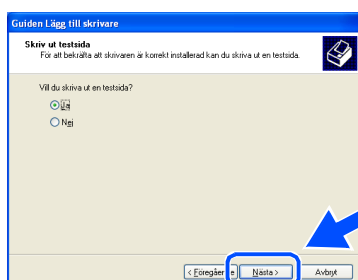 Guiden Lägg till skrivare
Skriv ut testsida
För att bekräfta att skrivaren är korrekt installerad kan du skriva ut en testsida.
Vill du skriva ut en testsida?
Ja
Nej
< Föregående Nästa > Avbryt